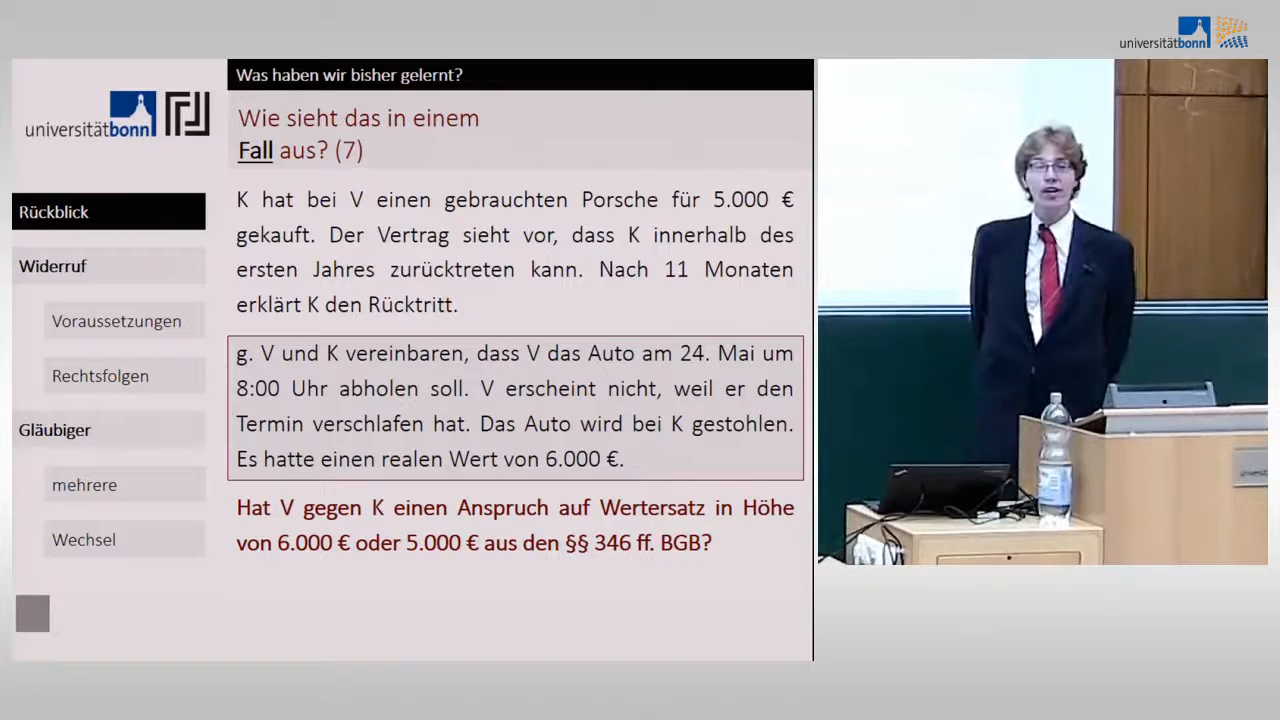 universitätbonn
Was haben wir bisher gelernt?
universitätbonn
Wie sieht das in einem
Fall aus? (7)
Rückblick
Widerruf
Voraussetzungen
Rechtsfolgen
Gläubiger
mehrere
Wechsel
K hat bei V einen gebrauchten Porsche für 5.000 €
gekauft. Der Vertrag sieht vor, dass K innerhalb des
ersten Jahres zurücktreten kann. Nach 11 Monaten
erklärt K den Rücktritt.
g. V und K vereinbaren, dass V das Auto am 24. Mai um
8:00 Uhr abholen soll. V erscheint nicht, weil er den
Termin verschlafen hat. Das Auto wird bei K gestohlen.
Es hatte einen realen Wert von 6.000 €.
Hat V gegen K einen Anspruch auf Wertersatz in Höhe
von 6.000 € oder 5.000 € aus den §§ 346 ff. BGB?